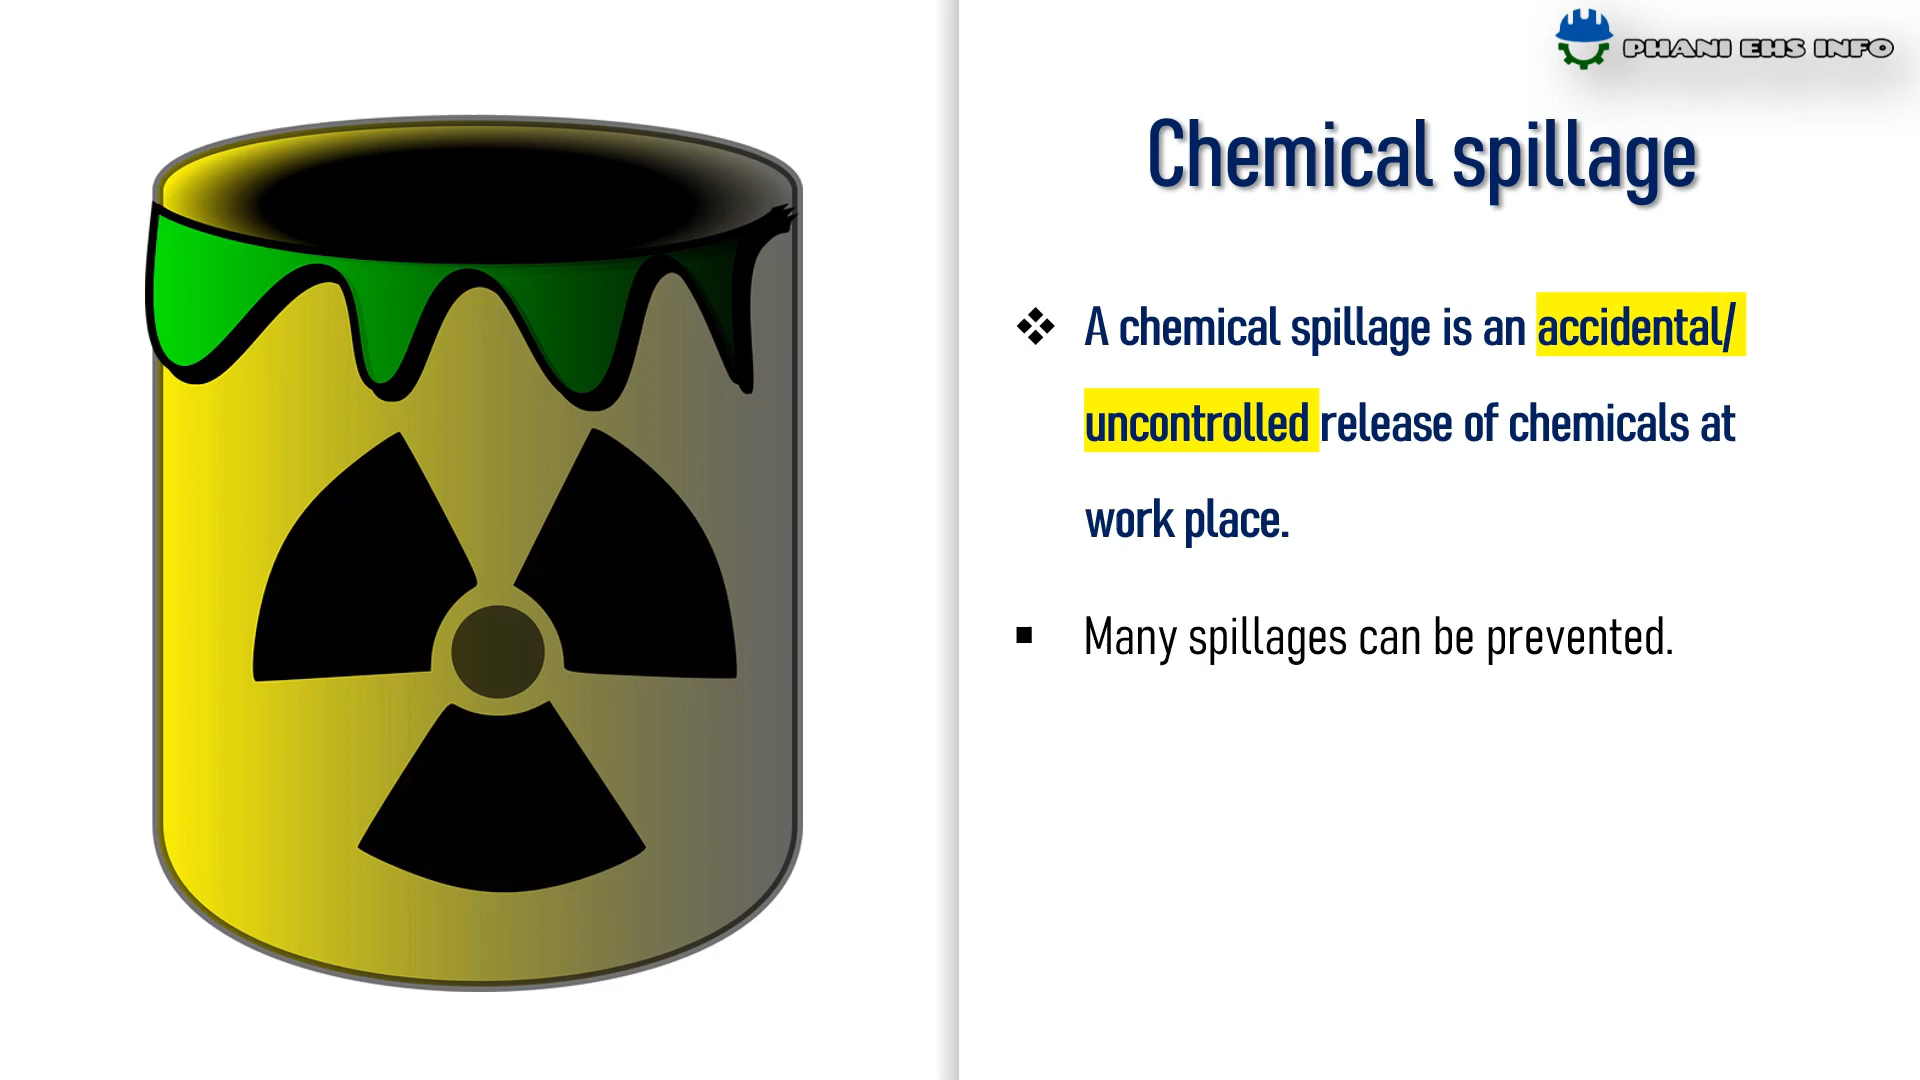 PHANI EHS INFO
Chemical spillage
❖ A chemical spillage is an accidental/
uncontrolled release of chemicals at
work place.
▪ Many spillages can be prevented.